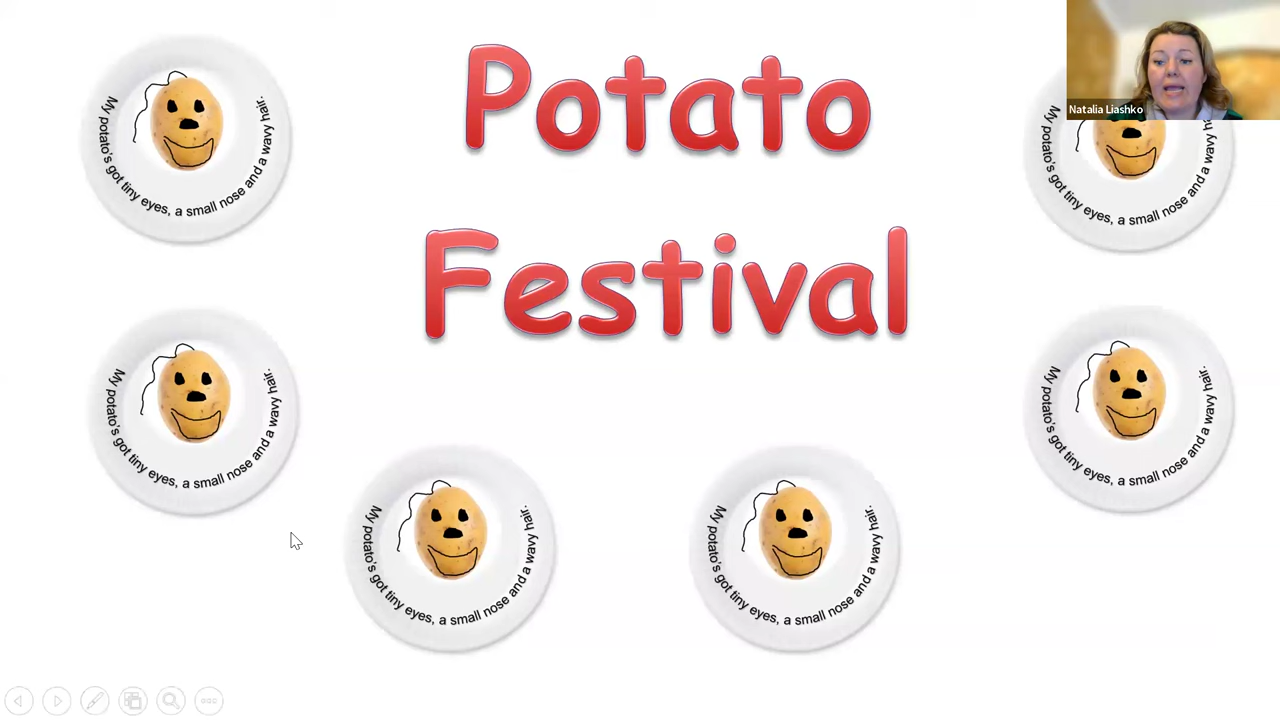 Potato
Festival
Natalia Liashko
My potato's got tiny eyes, a small nose and a wavy hair.
My potato's got tiny eyes, a small nose and a wavy ha
My potato's got tiny eyes, a small nose and a wavy hair.
My potato's got tiny eyes, a small nose and a wavy hair.
My potato's got tiny eyes, a small nose and a wavy hair.
My potato's got tiny eyes, a small nose and a wavy hair.